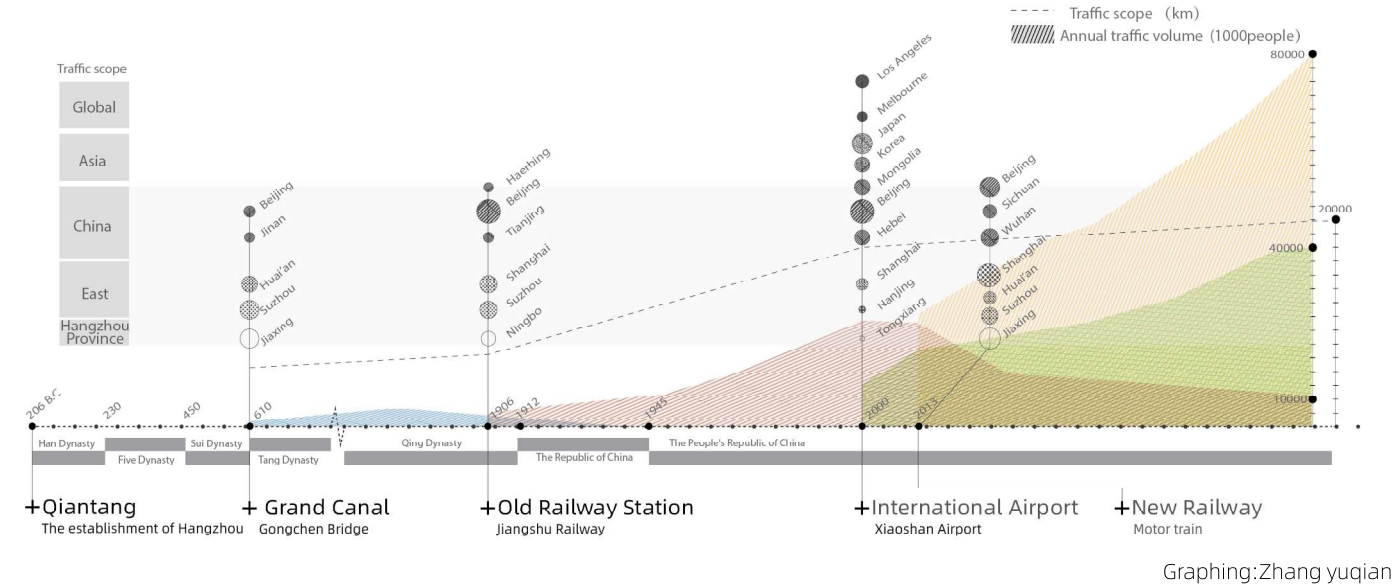 Traffic scope （km）
Annual traffic volume (1000people)
80000
Traffic scope
Global
Asia
China
East
Hangzhou
Province
Beijing
Jinan
Huai'an
Suzhou
Jiaxing
Haerbing
Beijing
Tianjing
Shanghai
Suzhou
Ningbo
Los Angeles
Melbourne
Japan
Korea
Mongolia
Beijing
Hebei
Shanghai
Nanjing
Tongxiang
Beijing
Sichuan
Wuhan
Shanghai
Huai'an
Suzhou
Jiaxing
20000
40000
10000
206 B.C
230
450
610
1906
1912
1945
2000
2013
Han Dynasty
Five Dynasty
Sui Dynasty
Tang Dynasty
Qing Dynasty
The Republic of China
The People's Republic of China
+Qiantang
The establishment of Hangzhou
+ Grand Canal
Gongchen Bridge
+Old Railway Station
Jiangshu Railway
+International Airport
Xiaoshan Airport
+New Railway
Motor train
Graphing:Zhang yuqian